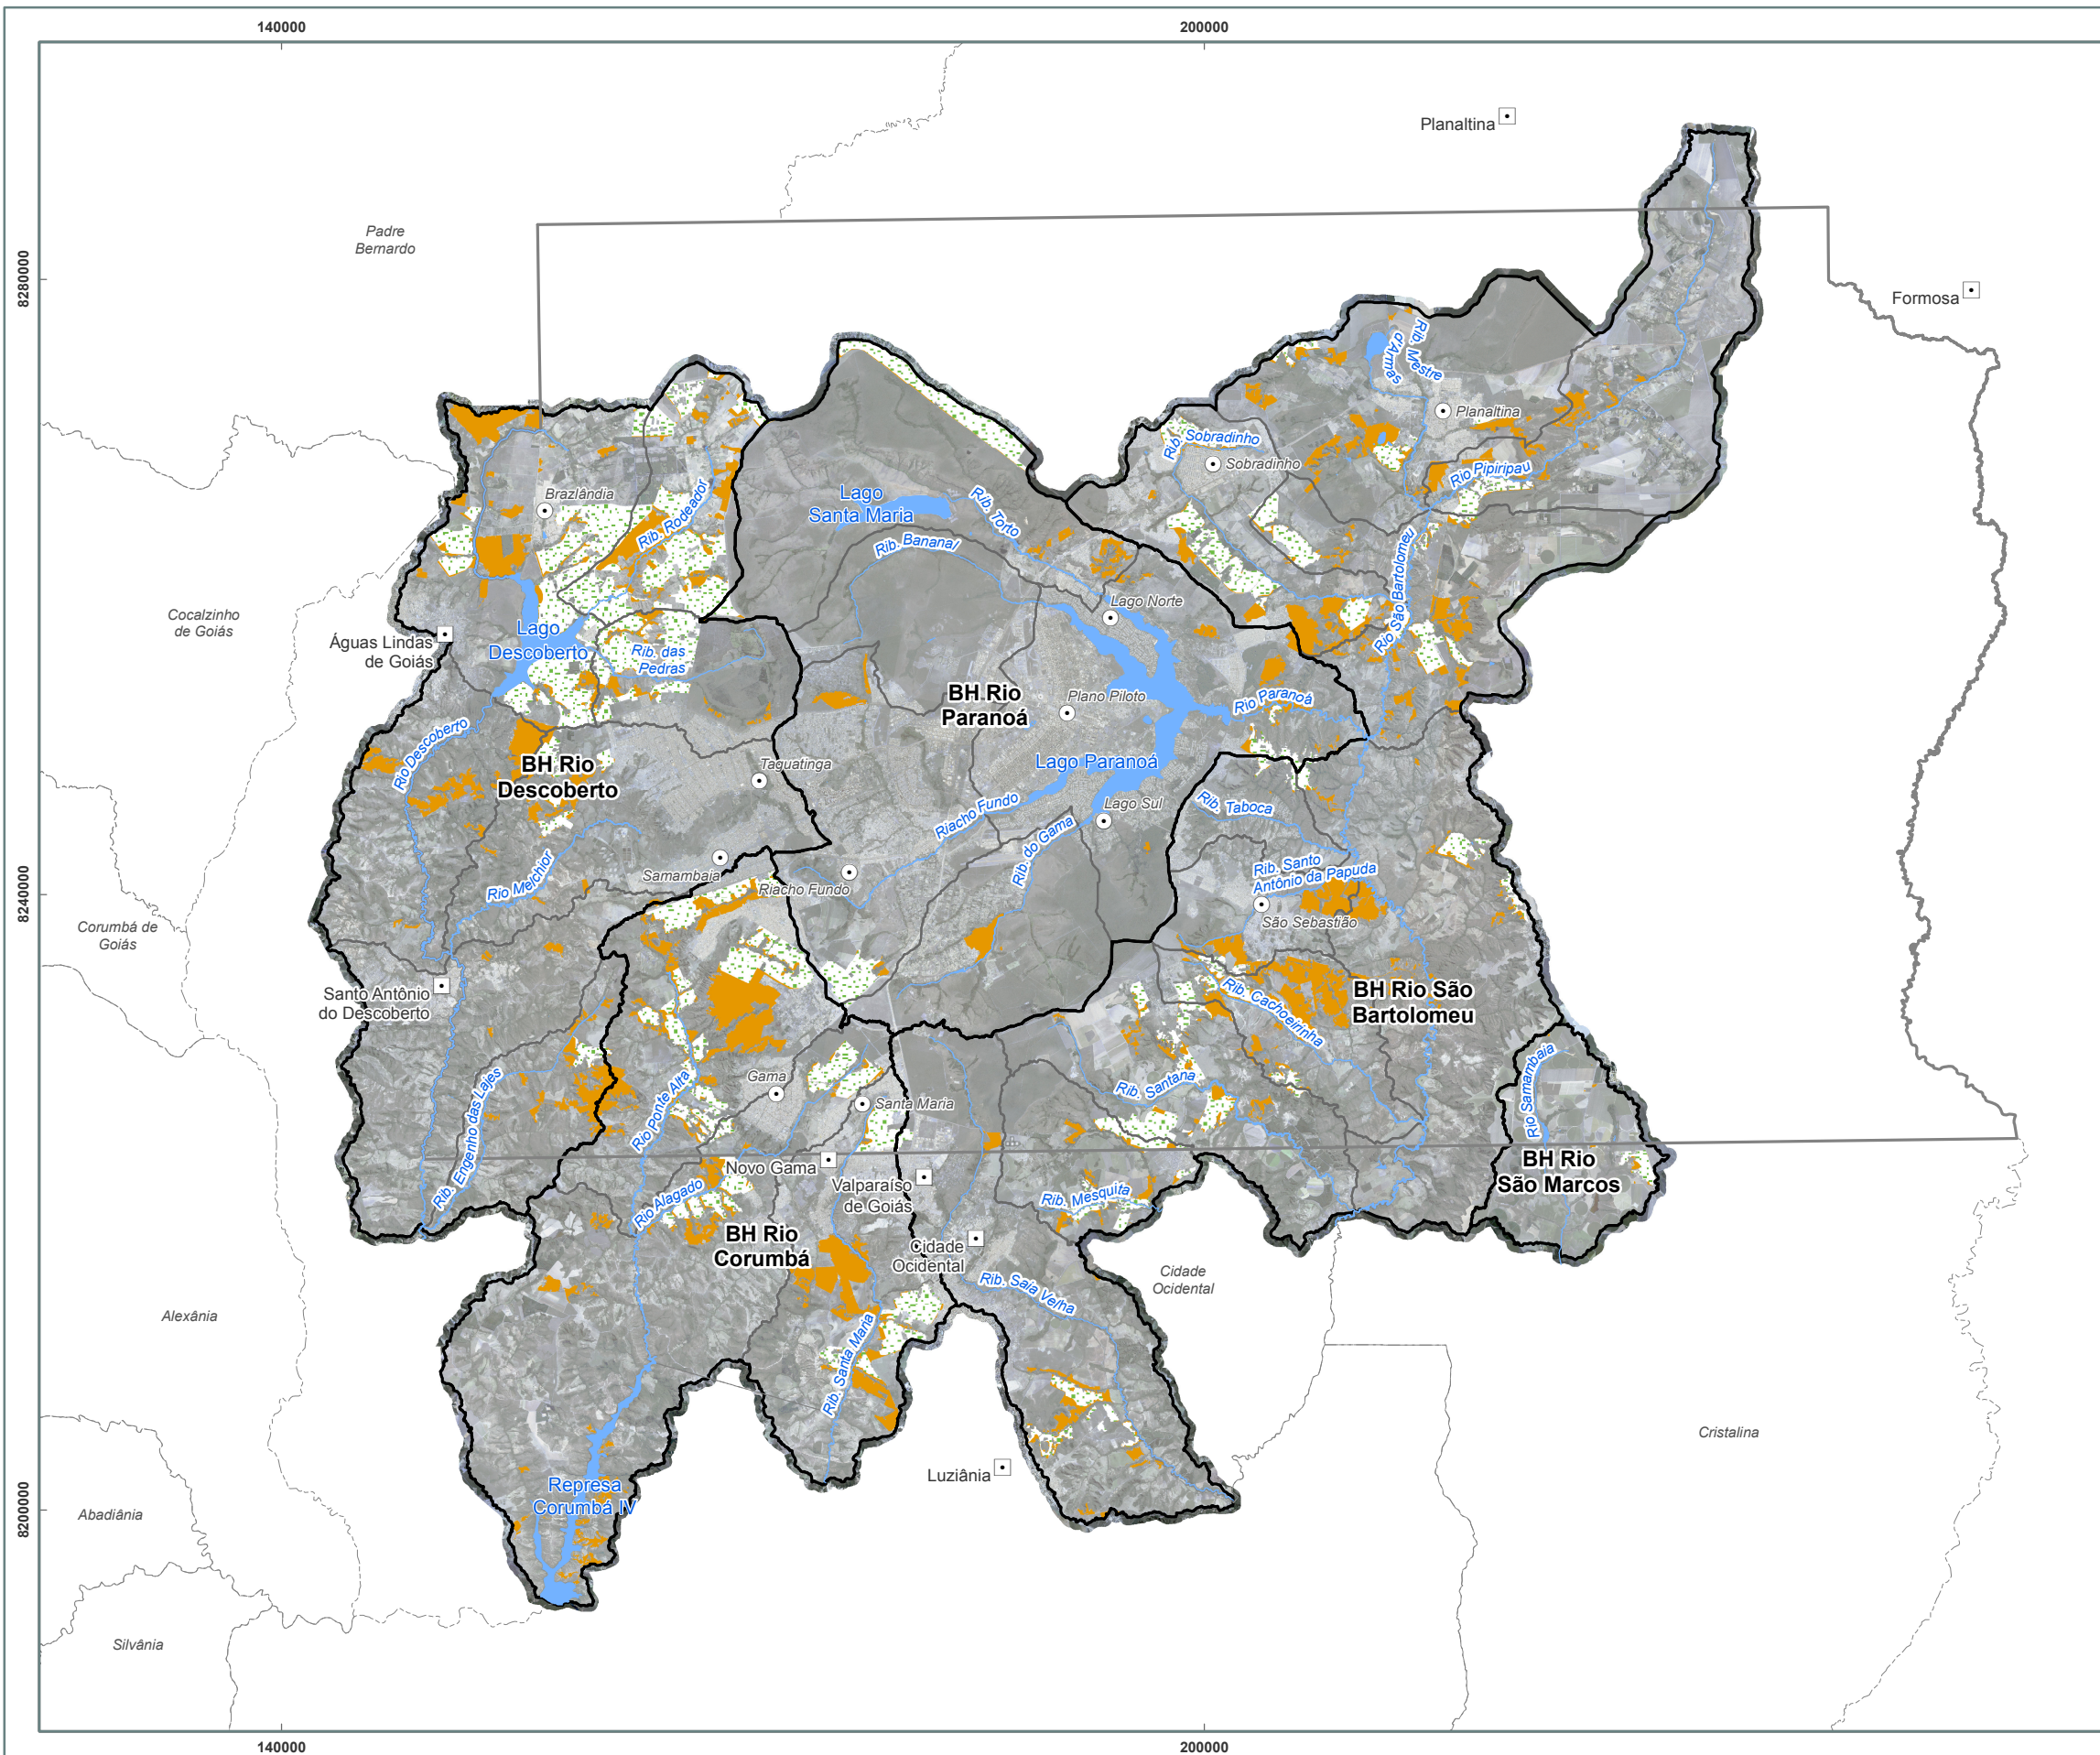 140000
200000
Planaltina
Padre
Bernardo
8280000
Formosa
Rib. Mestre
d'Armas
Planaltina
Rib. Sobradinho
Sobradinho
Rio Pipiripau
Brazlândia
Rib. Rodeador
Lago
Santa Maria
Rib. Torto
Rib. Bananal
Rio São Bartolomeu
Cocalzinho
de Goiás
Lago Norte
Águas Lindas
de Goiás
Lago
Descoberto
Rib. das
Pedras
BH Rio
Paranoá
Plano Piloto
Rio Paranoá
Rio Descoberto
BH Rio
Descoberto
Taguatinga
Lago Paranoá
Lago Sul
Riacho Fundo
Rib. do Gama
Rib. Taboca
Rio Melchior
Samambaia
Riacho Fundo
Rib. Santo
Antônio da Papuda
São Sebastião
8240000
Corumbá de
Goiás
Santo Antônio
do Descoberto
Rib. Cachoeirinha
BH Rio São
Bartolomeu
Rib. Engenho das Lajes
Rio Ponte Alta
Gama
Santa Maria
Rib. Santana
Rio Samambaia
Novo Gama
Valparaíso
de Goiás
BH Rio
São Marcos
Rio Alagado
Rib. Mesquita
BH Rio
Corumbá
Cidade
Ocidental
Rib. Saia Velha
Cidade
Ocidental
Alexânia
Rib. Santa Maria
Cristalina
Luziânia
Represa
Corumbá IV
8200000
Abadiânia
Silvânia
140000
200000